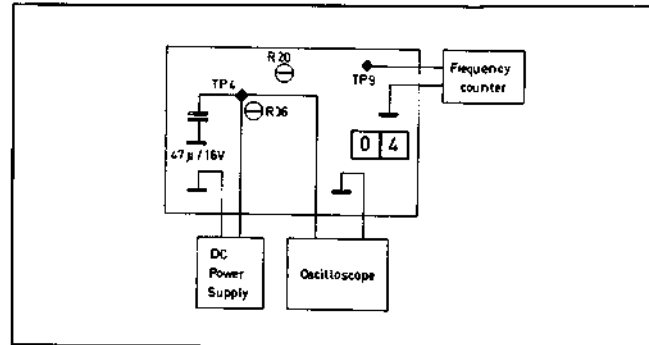 R20
TP4
TP9
Frequency
counter
R36
47µ/16V
0 4
DC
Power
Supply
Oscilloscope